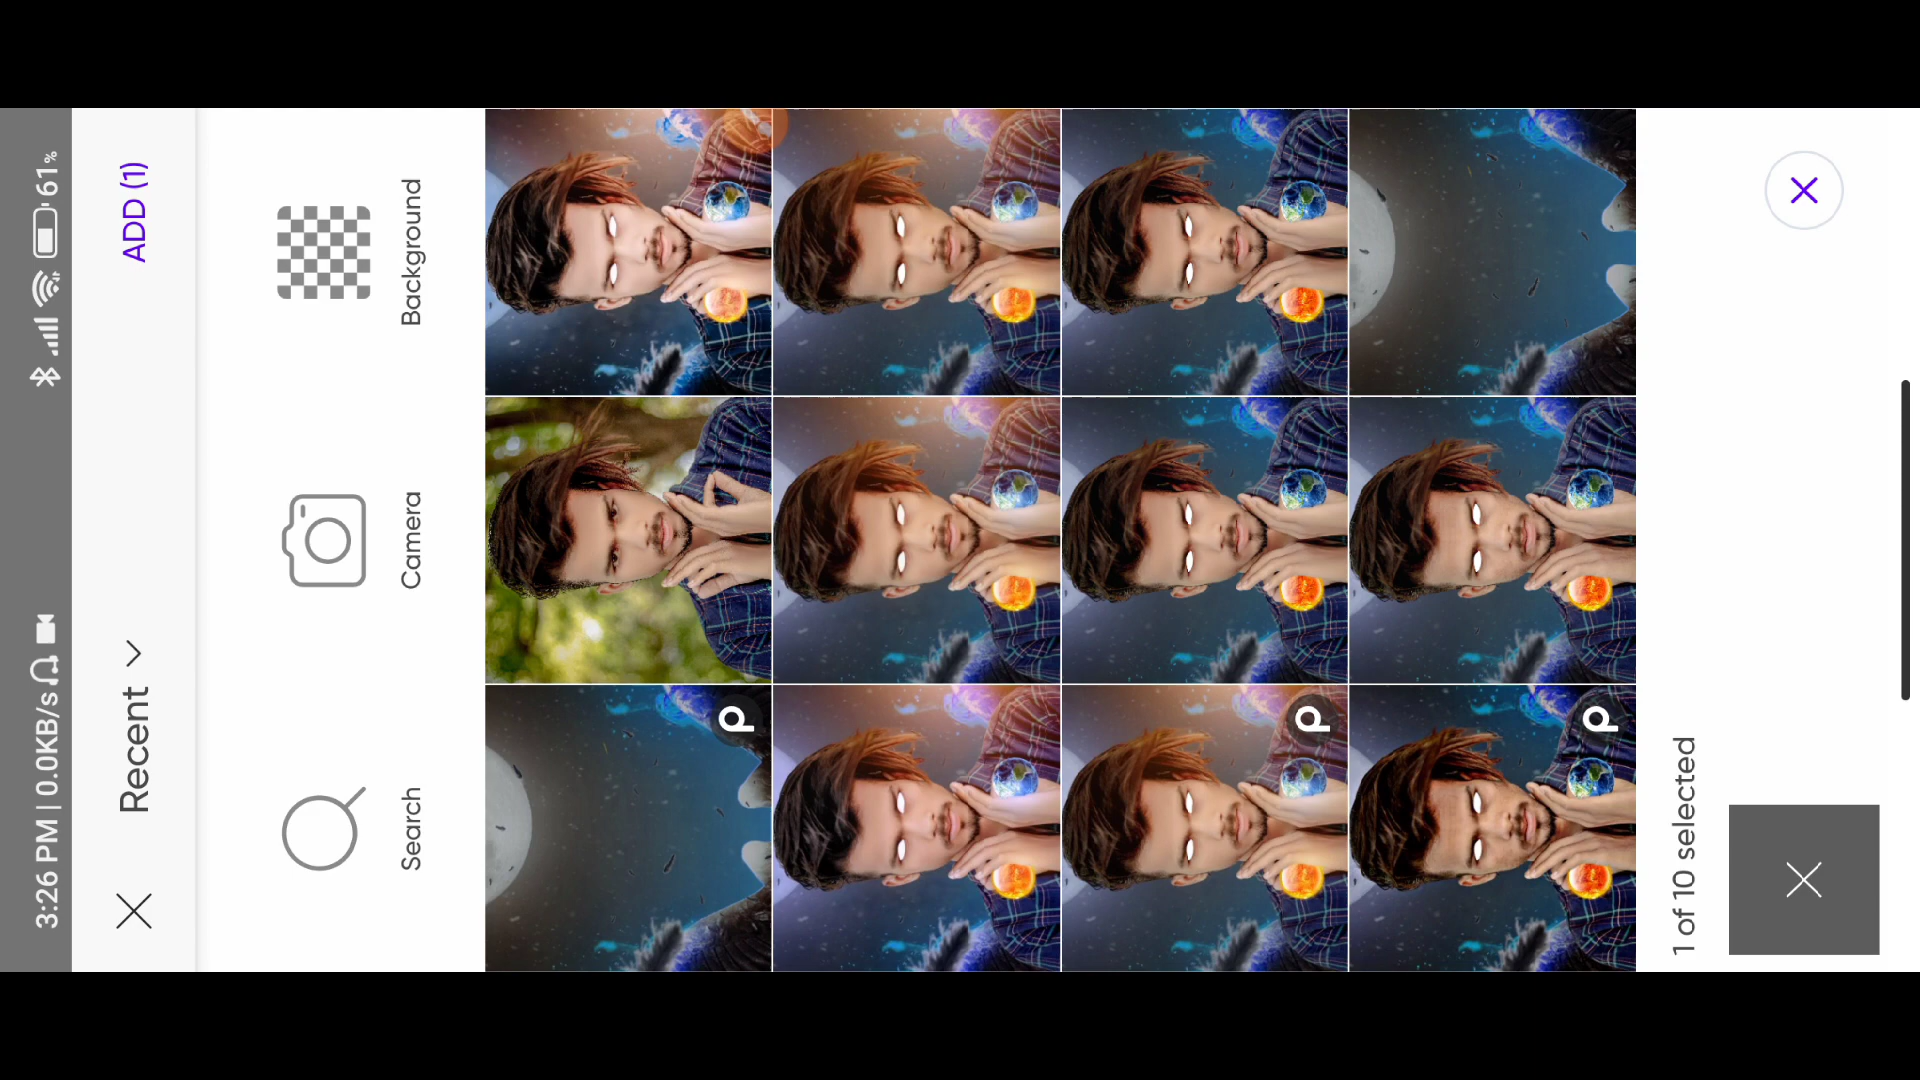 3:26 PM | 0.0KB/s
61%
Recent
ADD (1)
Search
Camera
Background
1 of 10 selected